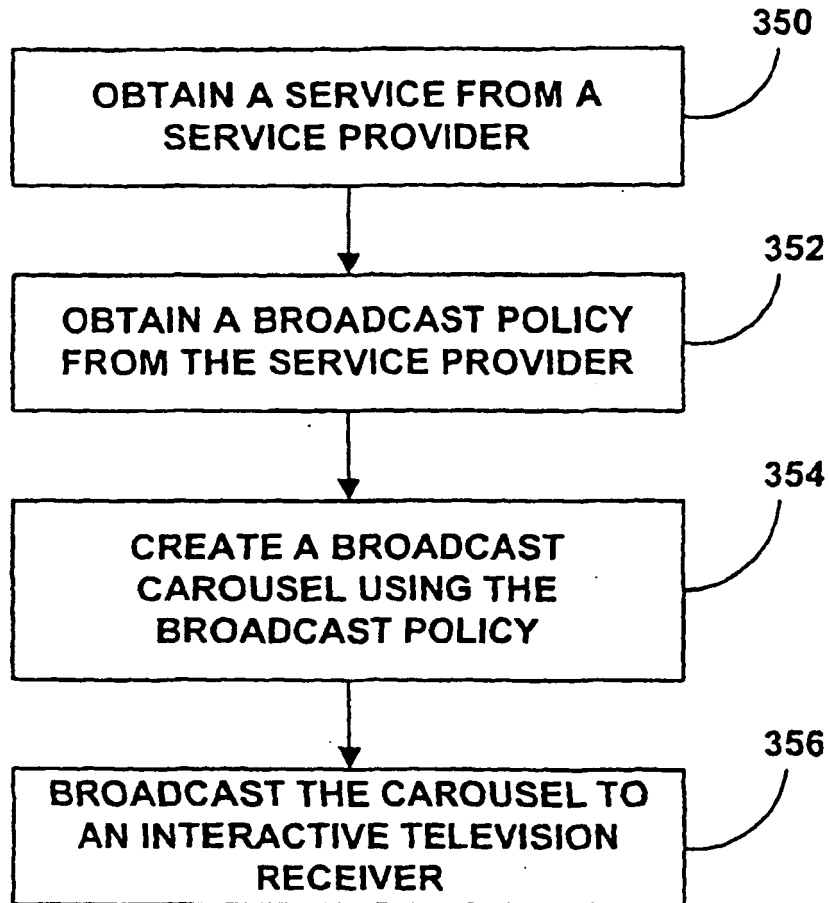 350
OBTAIN A SERVICE FROM A
SERVICE PROVIDER
352
OBTAIN A BROADCAST POLICY
FROM THE SERVICE PROVIDER
354
CREATE A BROADCAST
CAROUSEL USING THE
BROADCAST POLICY
356
BROADCAST THE CAROUSEL TO
AN INTERACTIVE TELEVISION
RECEIVER